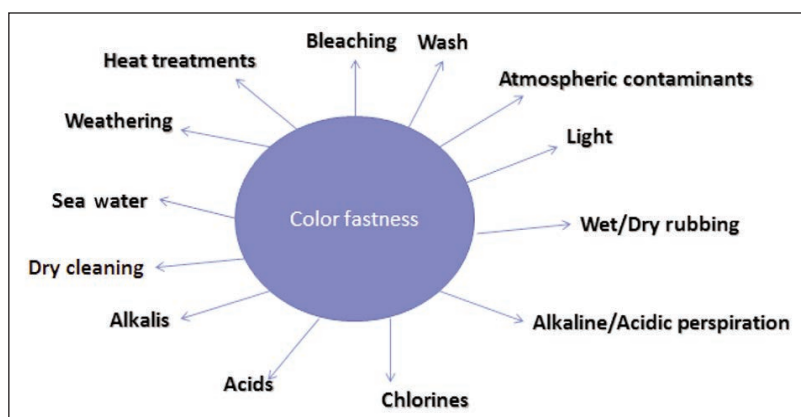 Bleaching
Wash
Heat treatments
Atmospheric contaminants
Weathering
Light
Sea water
Color fastness
Wet/Dry rubbing
Dry cleaning
Alkalis
Alkaline/Acidic perspiration
Acids
Chlorines